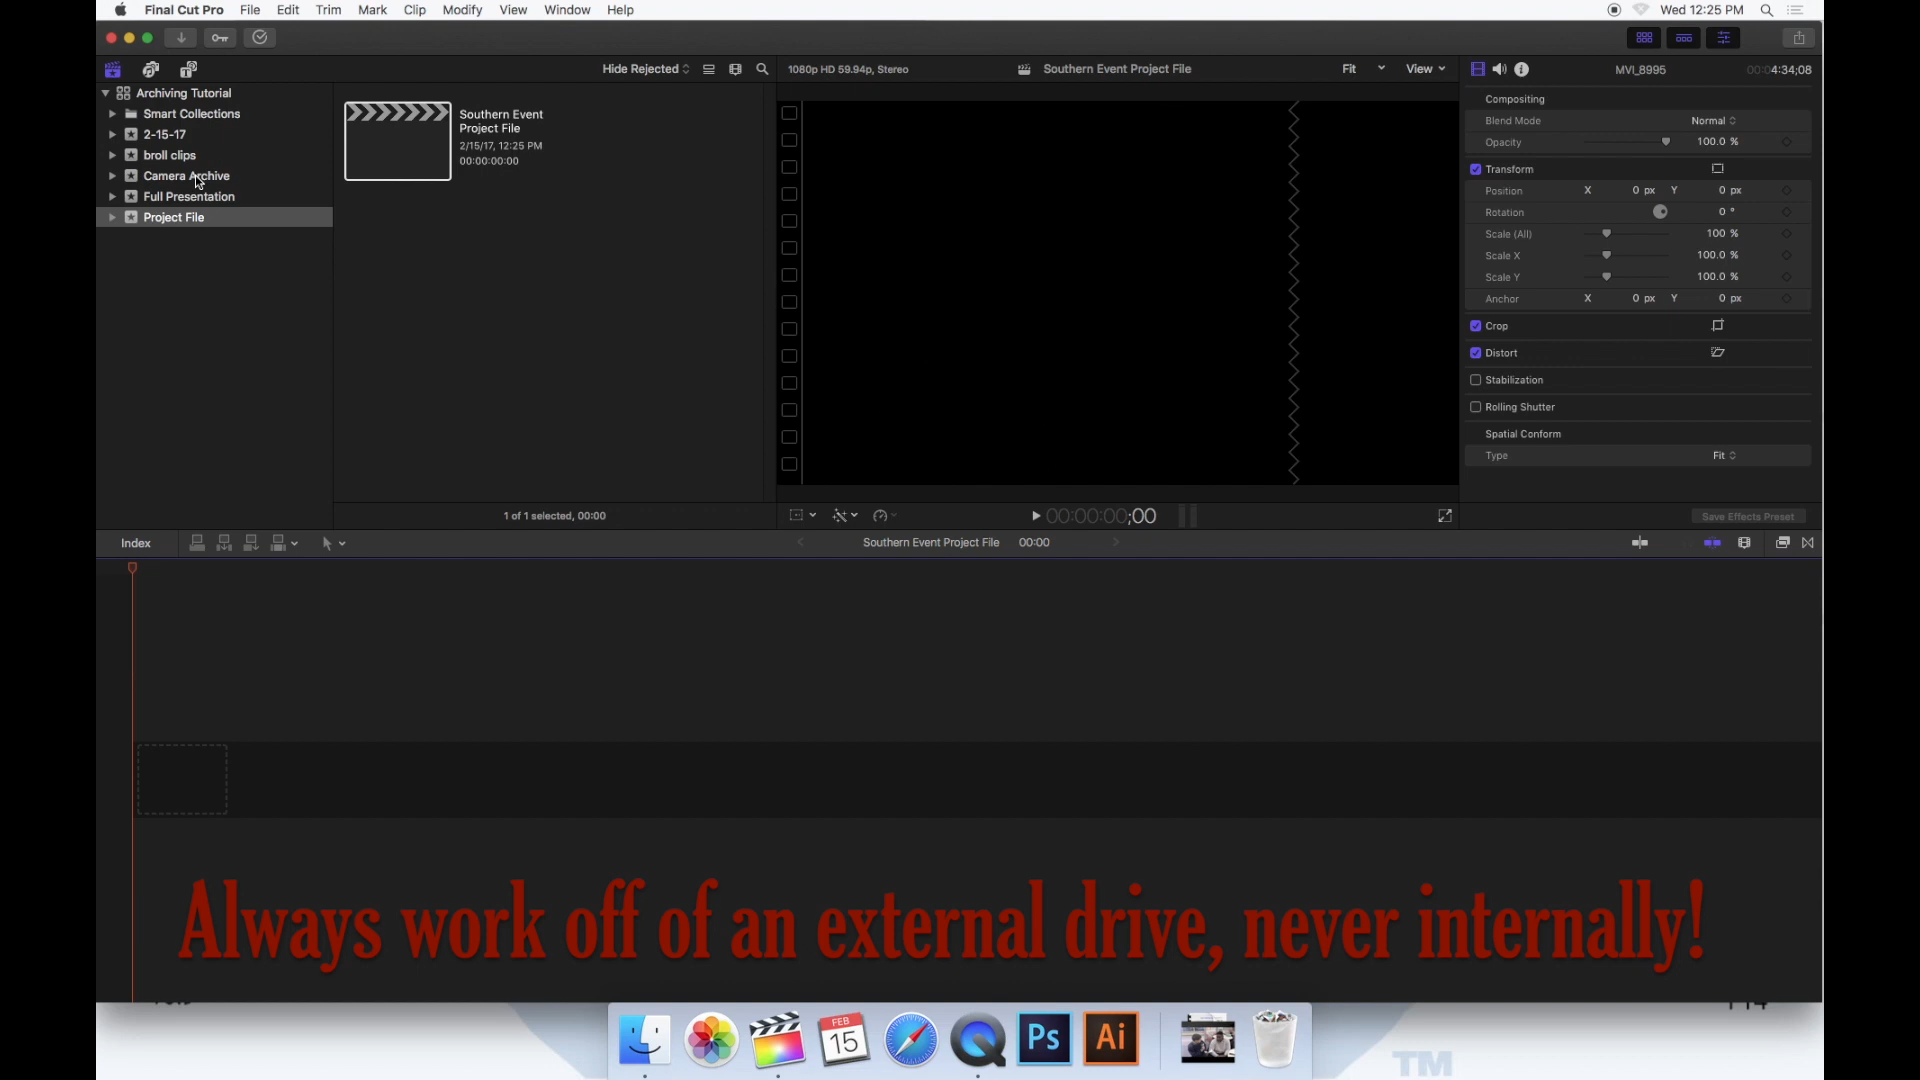 Final Cut Pro File Edit Trim Mark Clip Modify View Window Help Wed 12:25 PM
Hide Rejected 1080p HD 59.94p, Stereo Southern Event Project File Fit View MVI_8995 00:04:34;08
Archiving Tutorial
Smart Collections
2-15-17
broll clips
Camera Archive
Full Presentation
Project File
Southern Event
Project File
2/15/17, 12:25 PM
00:00:00:00
Compositing
Blend Mode Normal
Opacity 100.0 %
Transform
Position X 0 px Y 0 px
Rotation 0 °
Scale (All) 100 %
Scale X 100.0 %
Scale Y 100.0 %
Anchor X 0 px Y 0 px
Crop
Distort
Stabilization
Rolling Shutter
Spatial Conform
Type Fit
1 of 1 selected, 00:00 00:00:00;00 Save Effects Preset
Index Southern Event Project File 00:00
Always work off of an external drive, never internally!
FEB
15
Ps
Ai
TM